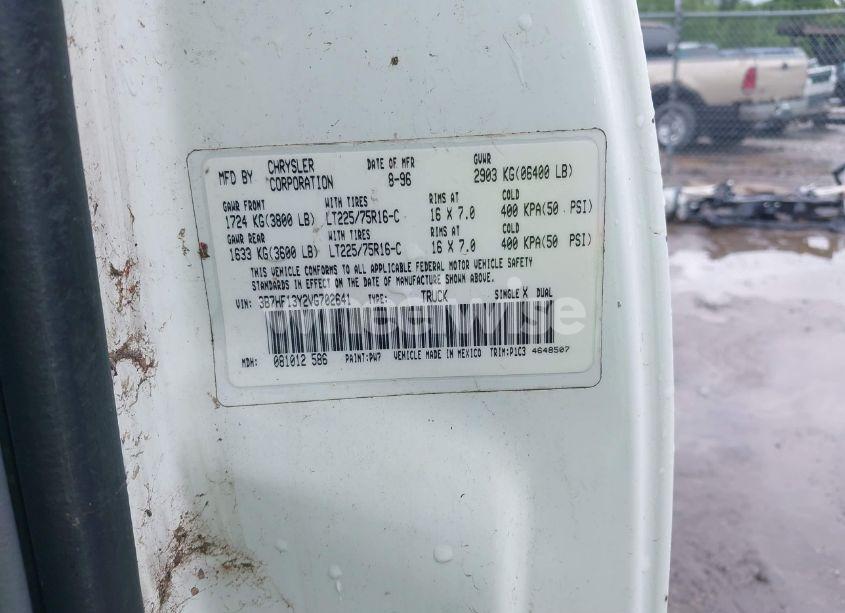 MFD BY CHRYSLER CORPORATION DATE OF MFR 8-96 GVWR 2903 KG(06400 LB)
GAWR FRONT WITH TIRES RIMS AT COLD
1724 KG(3800 LB) LT225/75R16-C 16 X 7.0 400 KPA(50 PSI)
GAWR REAR WITH TIRES RIMS AT COLD
1633 KG(3600 LB) LT225/75R16-C 16 X 7.0 400 KPA(50 PSI)
THIS VEHICLE CONFORMS TO ALL APPLICABLE FEDERAL MOTOR VEHICLE SAFETY
STANDARDS IN EFFECT ON THE DATE OF MANUFACTURE SHOWN ABOVE.
VIN: 3B7HF13Y2VG702641 TYPE: TRUCK SINGLE X DUAL
wheelwise
MDH: 081012 586 PAINT:PW7 VEHICLE MADE IN MEXICO TRIM:P1C3 4648507